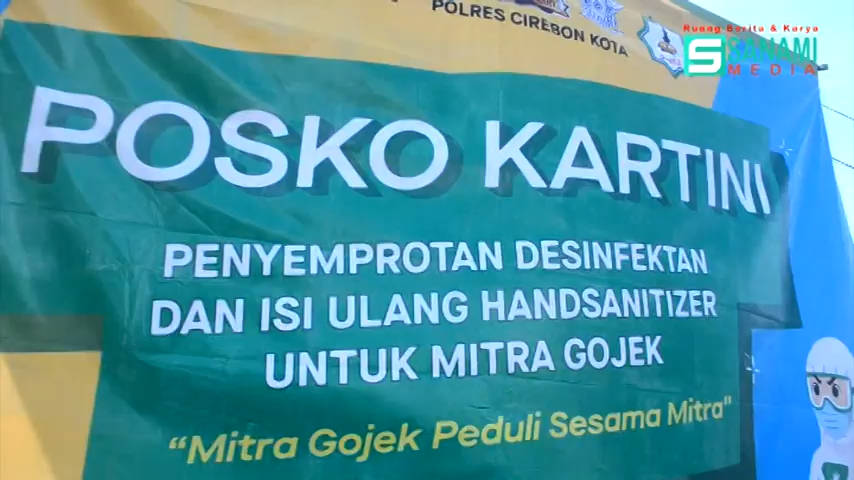 POLRES CIREBON KOTA
Ruang Berita & Karya
S SANAMI
MEDIA
POSKO KARTINI
PENYEMPROTAN DESINFEKTAN
DAN ISI ULANG HANDSANITIZER
UNTUK MITRA GOJEK
"Mitra Gojek Peduli Sesama Mitra"